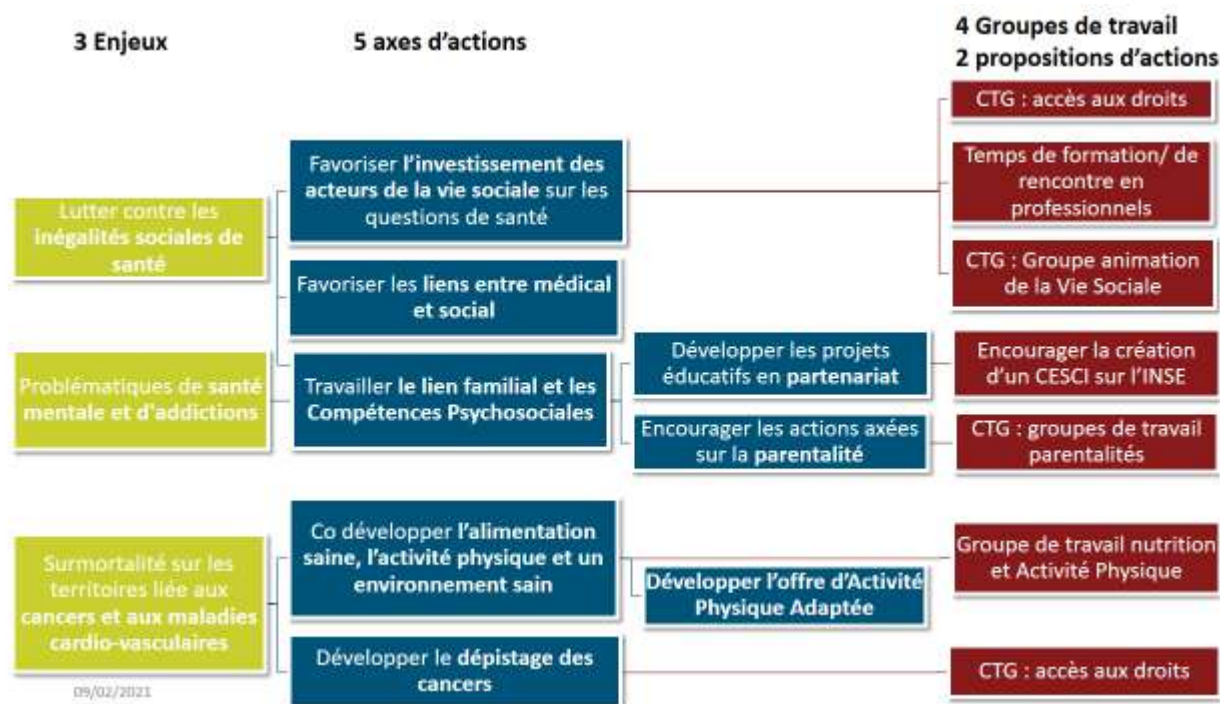 3 Enjeux
5 axes d'actions
4 Groupes de travail
2 propositions d'actions
Lutter contre les
inégalités sociales de
santé
Problématiques de santé
mentale et d'addictions
Surmortalité sur les
territoires liée aux
cancers et aux maladies
cardio-vasculaires
Favoriser l'investissement des
acteurs de la vie sociale sur les
questions de santé
Favoriser les liens entre médical
et social
Travailler le lien familial et les
Compétences Psychosociales
Co développer l'alimentation
saine, l'activité physique et un
environnement sain
Développer le dépistage des
cancers
Développer les projets
éducatifs en partenariat
Encourager les actions axées
sur la parentalité
Développer l'offre d'Activité
Physique Adaptée
CTG : accès aux droits
Temps de formation/ de
rencontre en
professionnels
CTG : Groupe animation
de la Vie Sociale
Encourager la création
d'un CESCI sur l'INSE
CTG : groupes de travail
parentalités
Groupe de travail nutrition
et Activité Physique
CTG : accès aux droits
09/02/2021